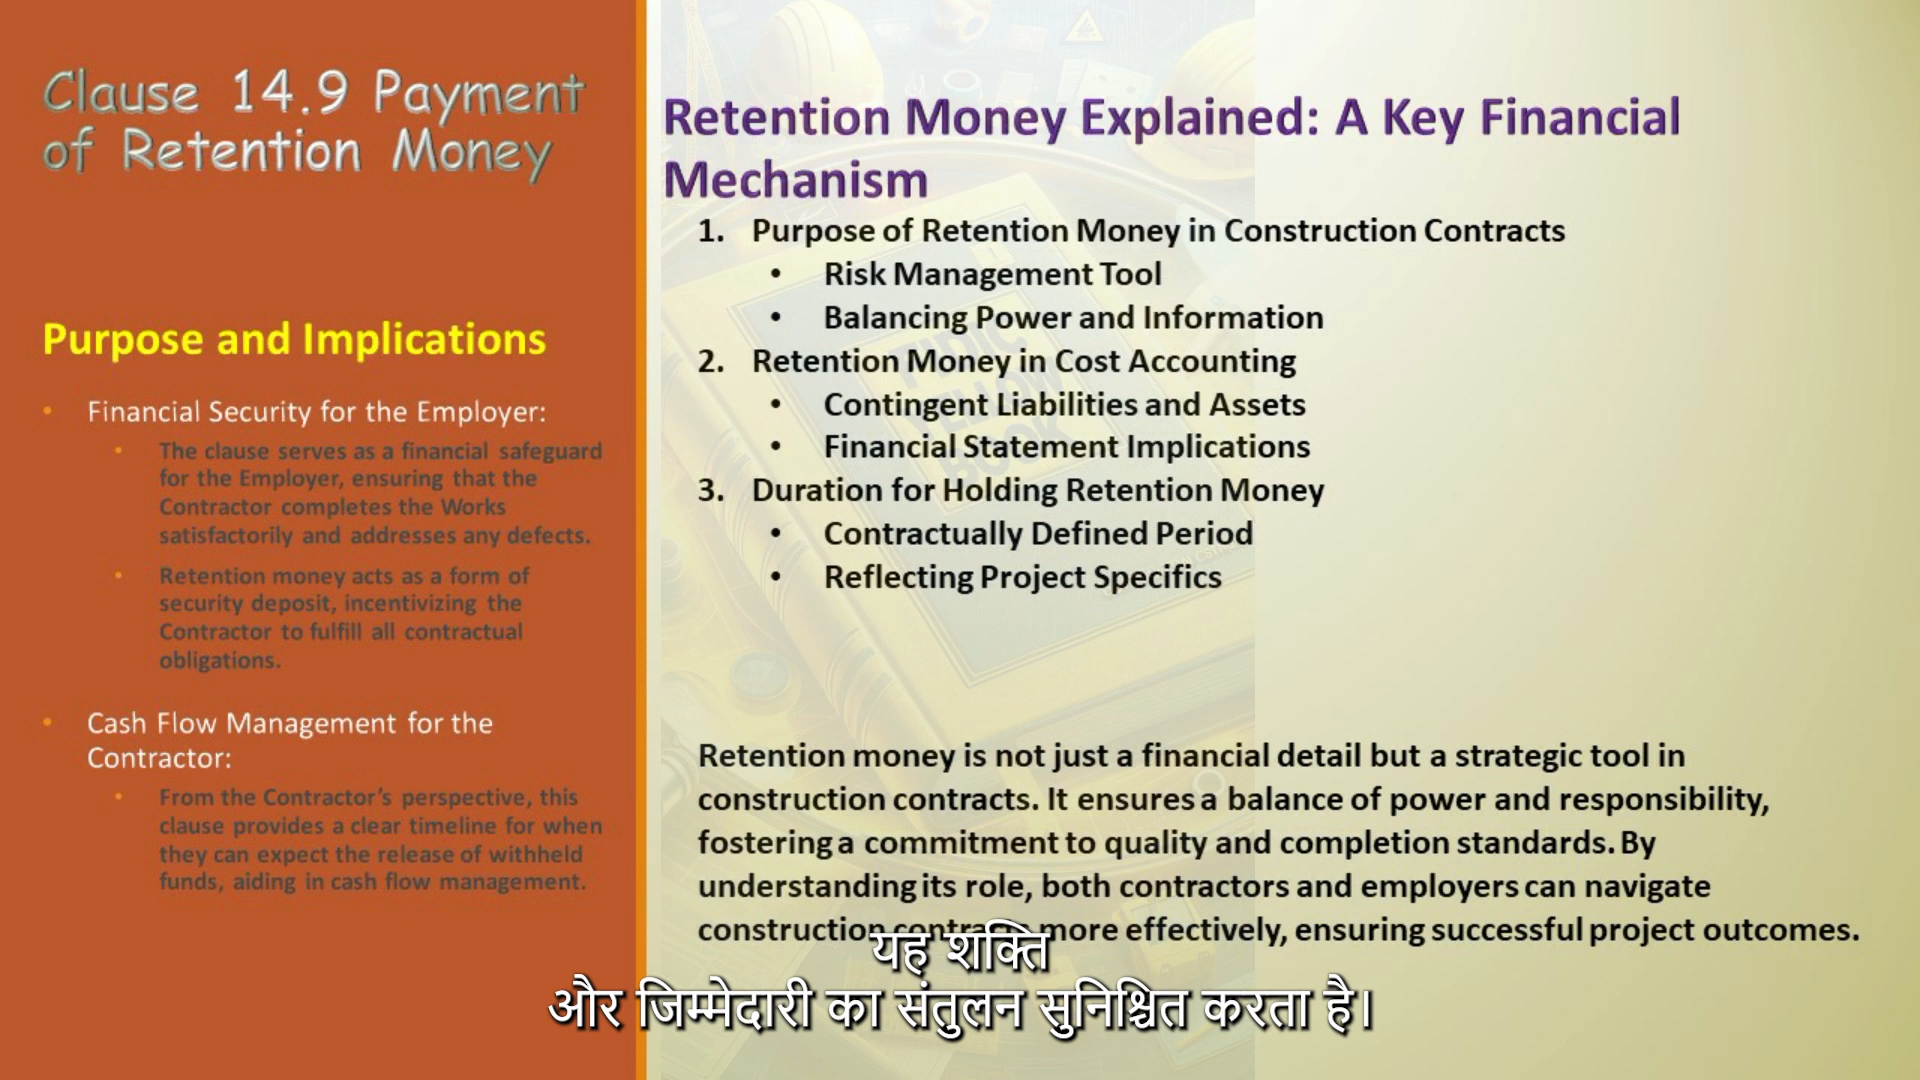 Clause 14.9 Payment
of Retention Money
Purpose and Implications
• Financial Security for the Employer:
• The clause serves as a financial safeguard
for the Employer, ensuring that the
Contractor completes the Works
satisfactorily and addresses any defects.
• Retention money acts as a form of
security deposit, incentivizing the
Contractor to fulfill all contractual
obligations.
• Cash Flow Management for the
Contractor:
• From the Contractor's perspective, this
clause provides a clear timeline for when
they can expect the release of withheld
funds, aiding in cash flow management.
Retention Money Explained: A Key Financial
Mechanism
1. Purpose of Retention Money in Construction Contracts
• Risk Management Tool
• Balancing Power and Information
2. Retention Money in Cost Accounting
• Contingent Liabilities and Assets
• Financial Statement Implications
3. Duration for Holding Retention Money
• Contractually Defined Period
• Reflecting Project Specifics
Retention money is not just a financial detail but a strategic tool in
construction contracts. It ensures a balance of power and responsibility,
fostering a commitment to quality and completion standards. By
understanding its role, both contractors and employers can navigate
construction contracts more effectively, ensuring successful project outcomes.
यह शक्ति
और जिम्मेदारी का संतुलन सुनिश्चित करता है।
FIDIC
YELLOW
BOOK